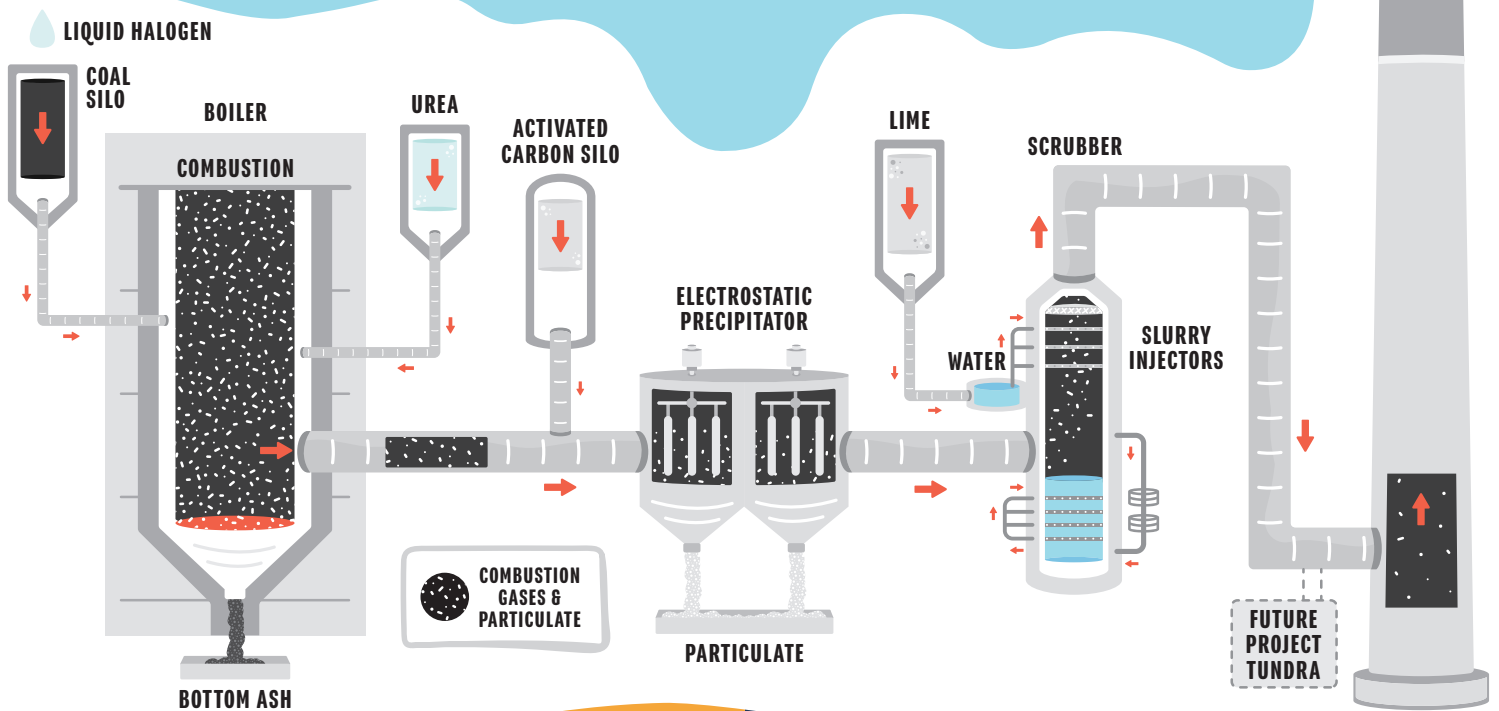 LIQUID HALOGEN
COAL
SILO
BOILER
COMBUSTION
UREA
ACTIVATED
CARBON SILO
ELECTROSTATIC
PRECIPITATOR
LIME
WATER
SCRUBBER
SLURRY
INJECTORS
COMBUSTION
GASES &
PARTICULATE
PARTICULATE
BOTTOM ASH
FUTURE
PROJECT
TUNDRA